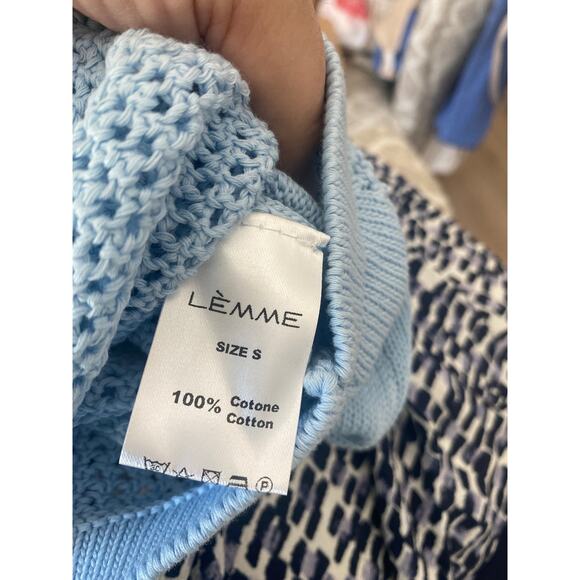 LÈMME
SIZE S
100% Cotone
Cotton
P